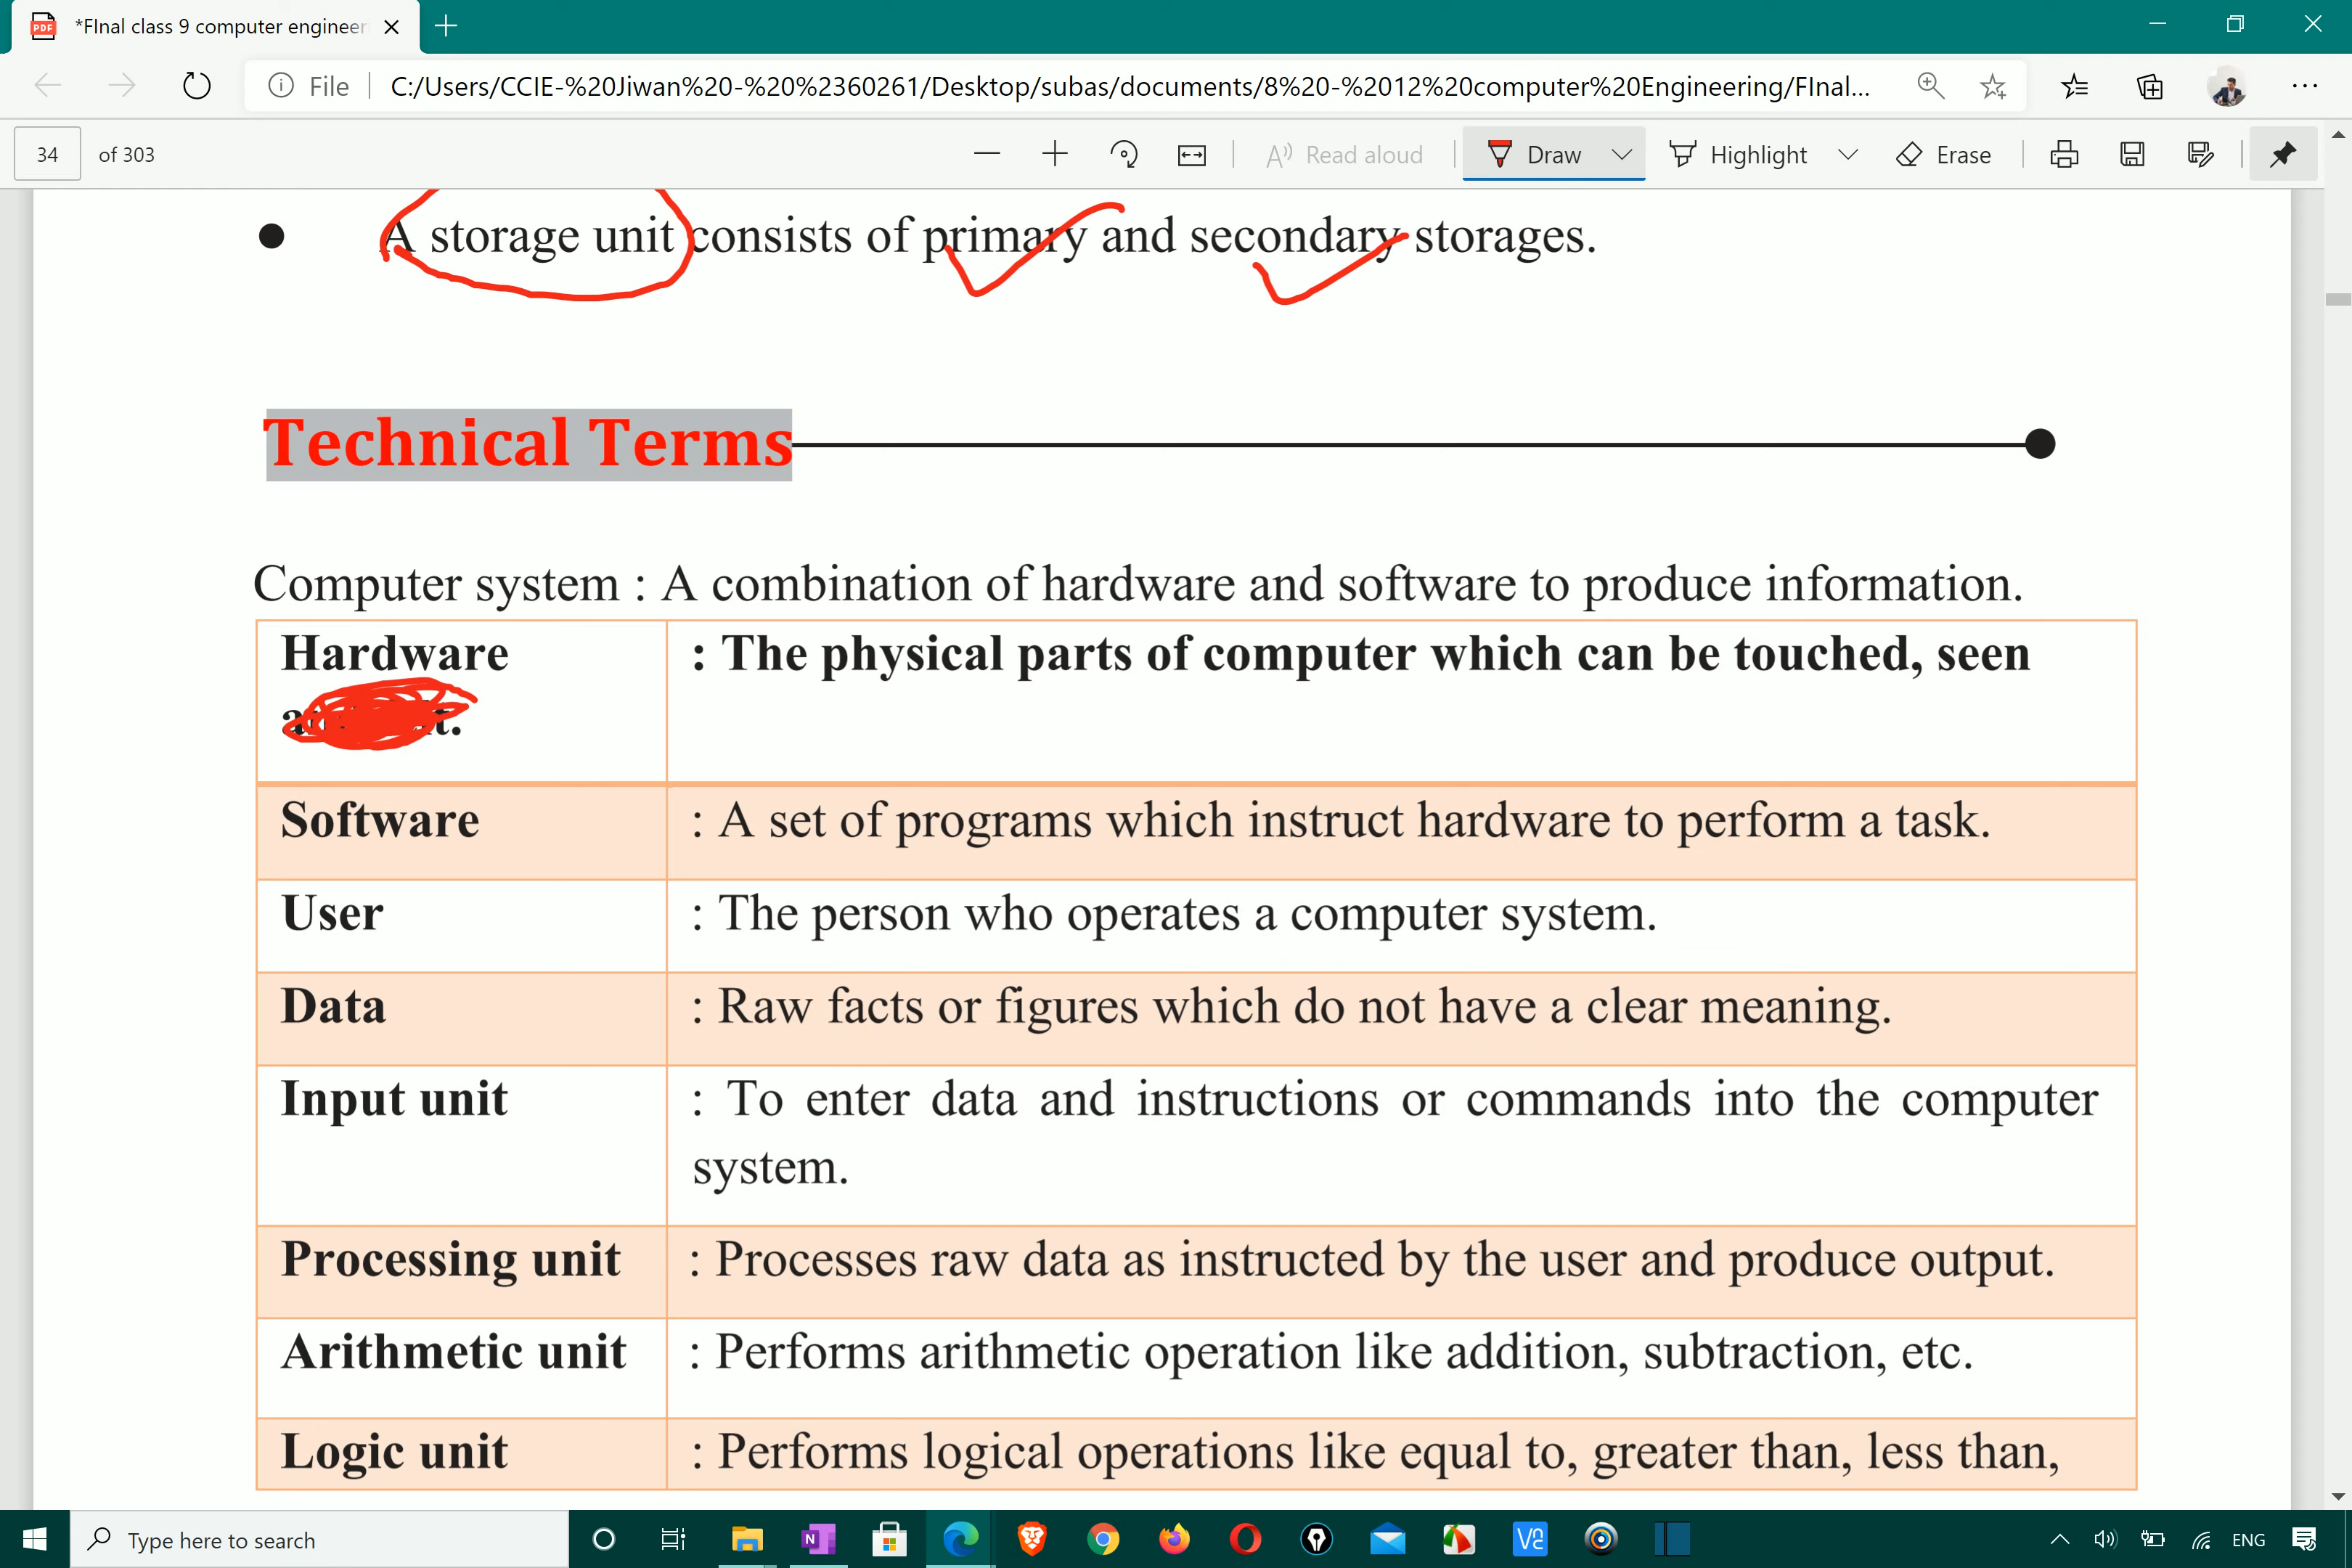 *FInal class 9 computer engineer
File
C:/Users/CCIE-%20Jiwan%20-%20%2360261/Desktop/subas/documents/8%20-%2012%20computer%20Engineering/FInal...
34 of 303
Read aloud Draw Highlight Erase
● A storage unit consists of primary and secondary storages.
Technical Terms
Computer system : A combination of hardware and software to produce information.
Hardware : The physical parts of computer which can be touched, seen
Software : A set of programs which instruct hardware to perform a task.
User : The person who operates a computer system.
Data : Raw facts or figures which do not have a clear meaning.
Input unit : To enter data and instructions or commands into the computer
system.
Processing unit : Processes raw data as instructed by the user and produce output.
Arithmetic unit : Performs arithmetic operation like addition, subtraction, etc.
Logic unit : Performs logical operations like equal to, greater than, less than,
Type here to search
ENG